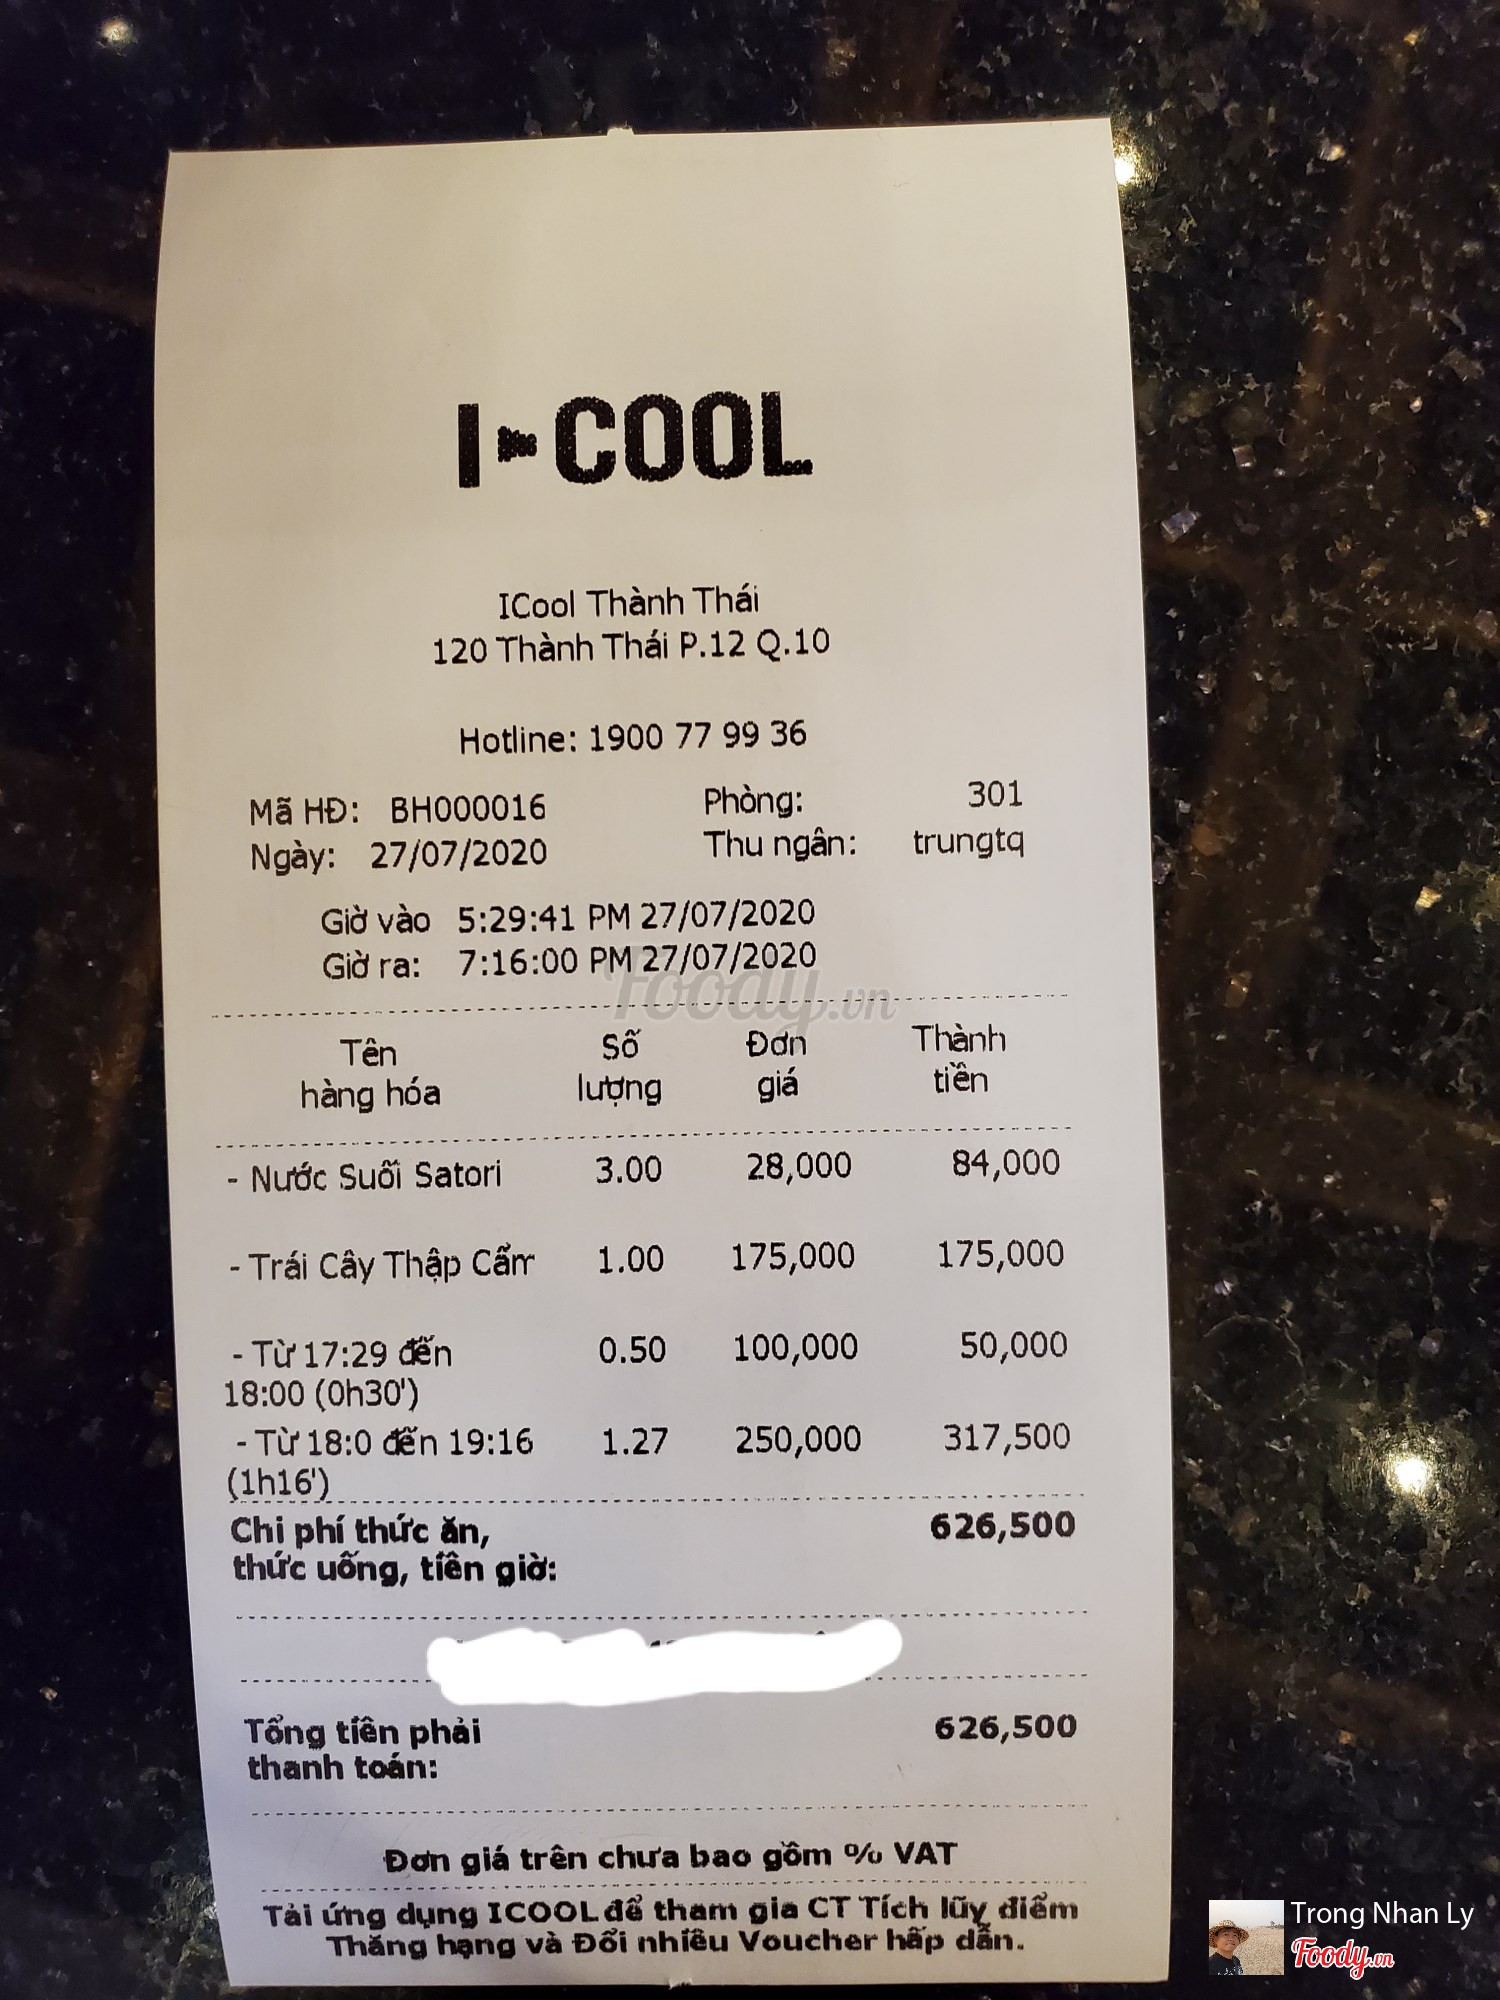 I COOL
ICool Thành Thái
120 Thành Thái P.12 Q.10
Hotline: 1900 77 99 36
Mã HĐ: BH000016 Phòng: 301
Ngày: 27/07/2020 Thu ngân: trungtq
Giờ vào 5:29:41 PM 27/07/2020
Giờ ra: 7:16:00 PM 27/07/2020
Foody.vn
Tên Số Đơn Thành
hàng hóa lượng giá tiền
- Nước Suối Satori 3.00 28,000 84,000
- Trái Cây Thập Cẩm 1.00 175,000 175,000
- Từ 17:29 đến 0.50 100,000 50,000
18:00 (0h30')
- Từ 18:0 đến 19:16 1.27 250,000 317,500
(1h16')
Chi phí thức ăn, 626,500
thức uống, tiền giờ:
Tổng tiền phải 626,500
thanh toán:
Đơn giá trên chưa bao gồm % VAT
Tải ứng dụng ICOOL để tham gia CT Tích lũy điểm
Thăng hạng và Đổi nhiều Voucher hấp dẫn.
Trong Nhan Ly
Foody.vn